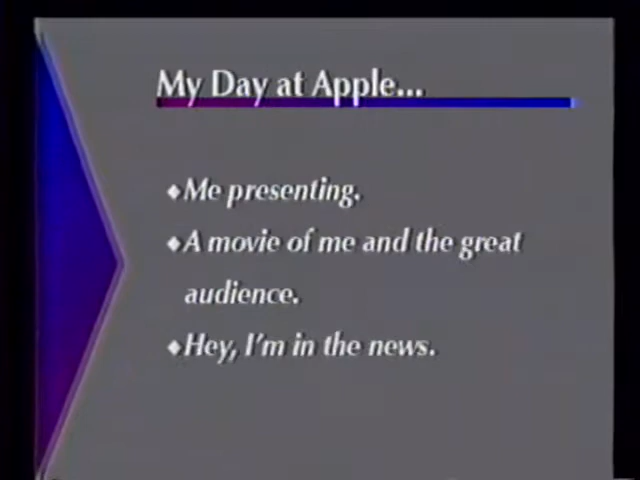 My Day at Apple...
◆Me presenting.
◆A movie of me and the great
audience.
◆Hey, I'm in the news.